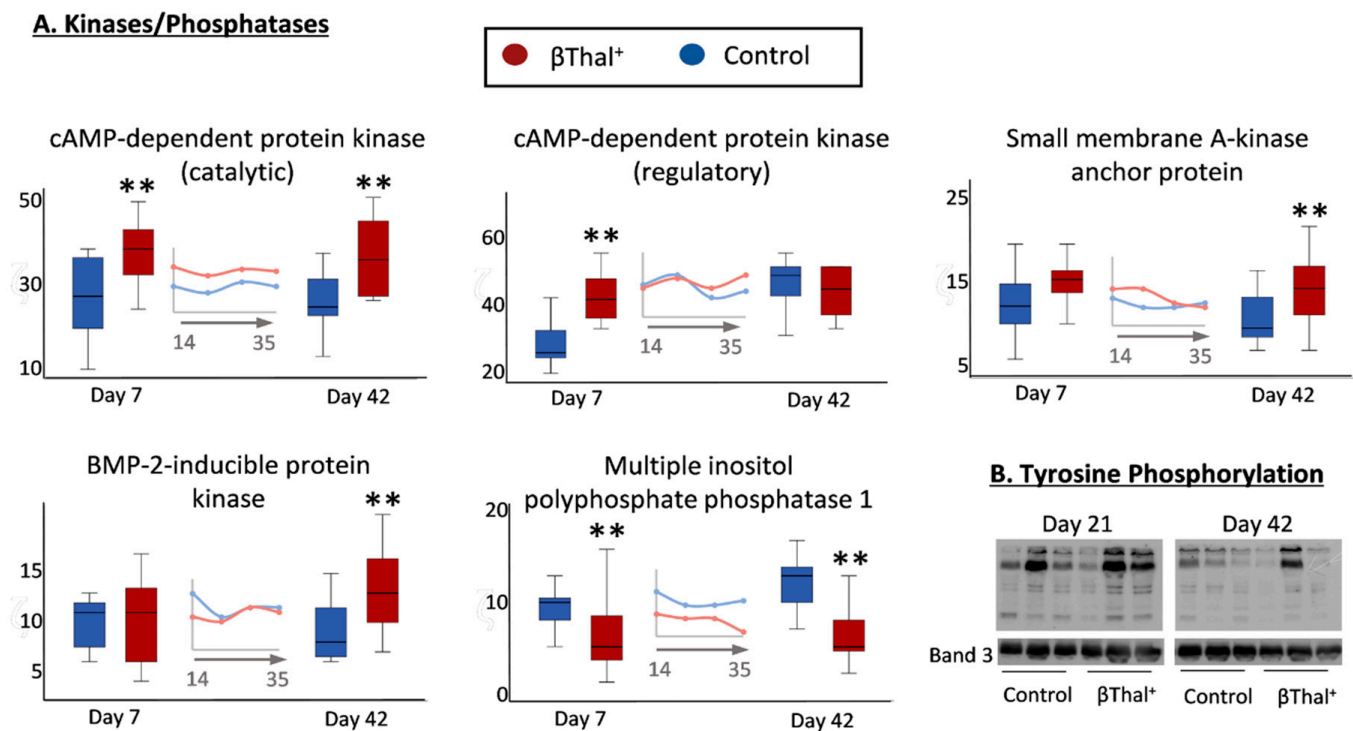 A. Kinases/Phosphatases
βThal⁺ Control
cAMP-dependent protein kinase
(catalytic)
**
**
50
30
10
ζ
14
35
Day 7
Day 42
cAMP-dependent protein kinase
(regulatory)
**
60
40
20
ζ
14
35
Day 7
Day 42
Small membrane A-kinase
anchor protein
**
25
15
5
ζ
14
35
Day 7
Day 42
BMP-2-inducible protein
kinase
**
15
10
5
ζ
14
35
Day 7
Day 42
Multiple inositol
polyphosphate phosphatase 1
**
**
20
10
0
ζ
14
35
Day 7
Day 42
B. Tyrosine Phosphorylation
Day 21
Day 42
Band 3
Control
βThal⁺
Control
βThal⁺